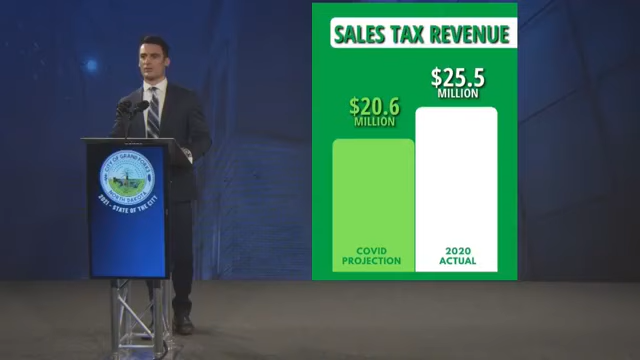 SALES TAX REVENUE
$25.5
MILLION
$20.6
MILLION
COVID
PROJECTION
2020
ACTUAL
CITY OF GRAND FORKS
NORTH DAKOTA
2021 - STATE OF THE CITY